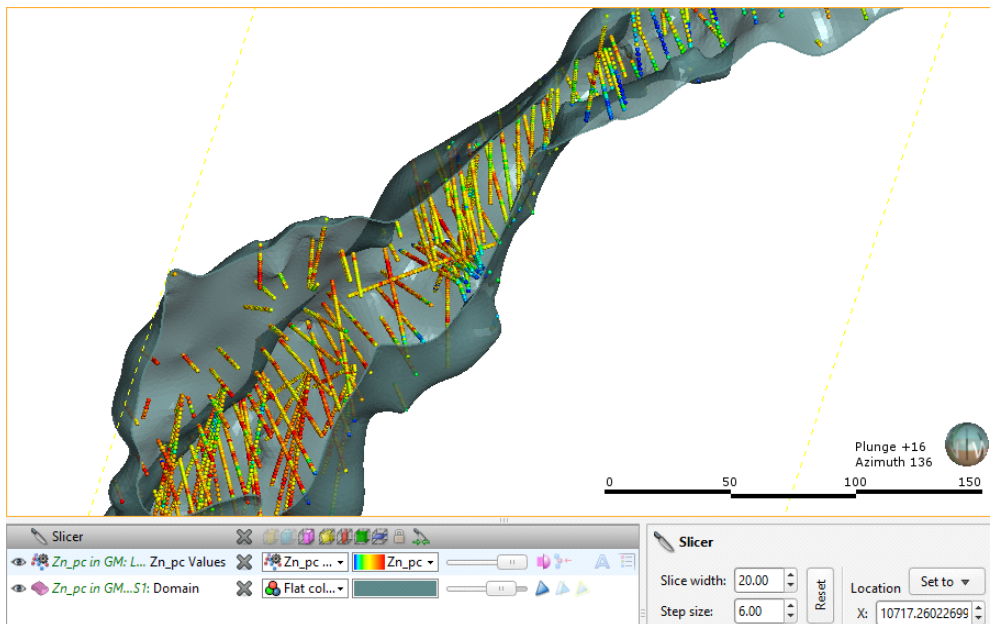 Plunge +16
Azimuth 136
0 50 100 150
Slicer
Zn_pc in GM: L... Zn_pc Values Zn_pc ... Zn_pc
Zn_pc in GM...S1: Domain Flat col...
Slicer
Slice width: 20.00
Step size: 6.00
Reset
Location Set to
X: 10717.26022699